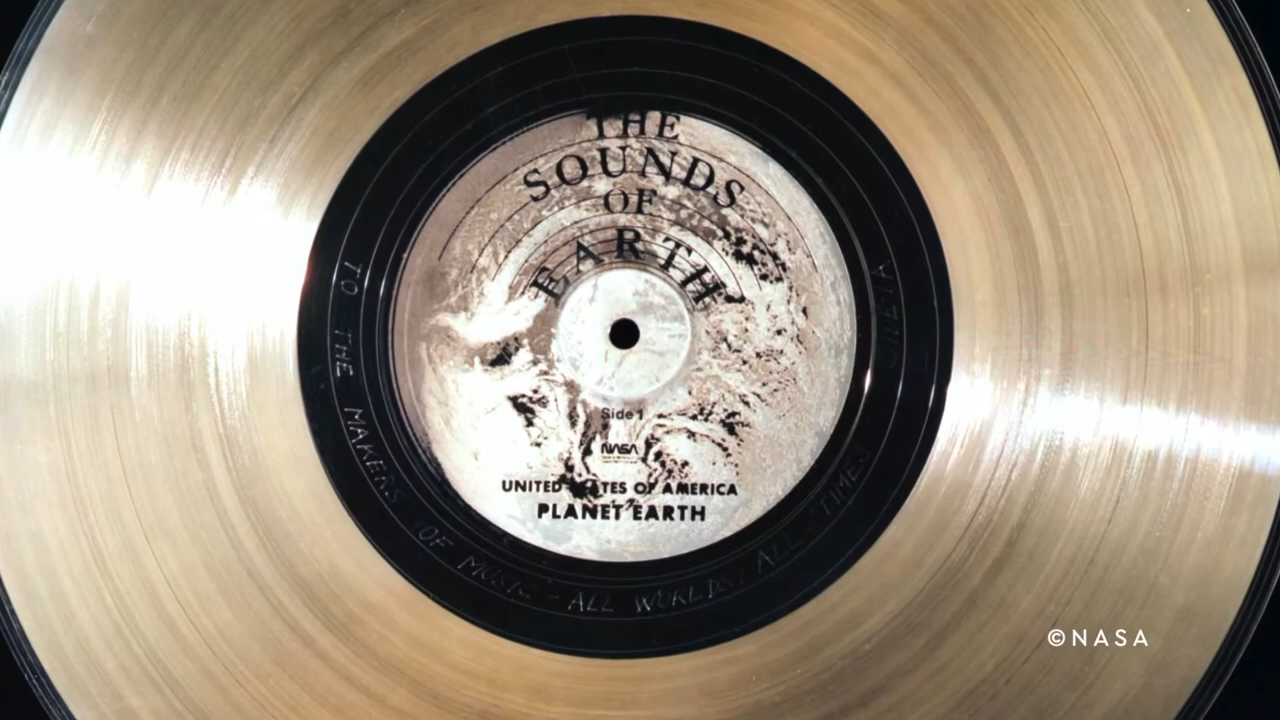 THE
SOUNDS
OF
EARTH
Side 1
NASA
UNITED STATES OF AMERICA
PLANET EARTH
TO THE MAKERS OF MUSIC - ALL WORLDS, ALL TIMES
©NASA